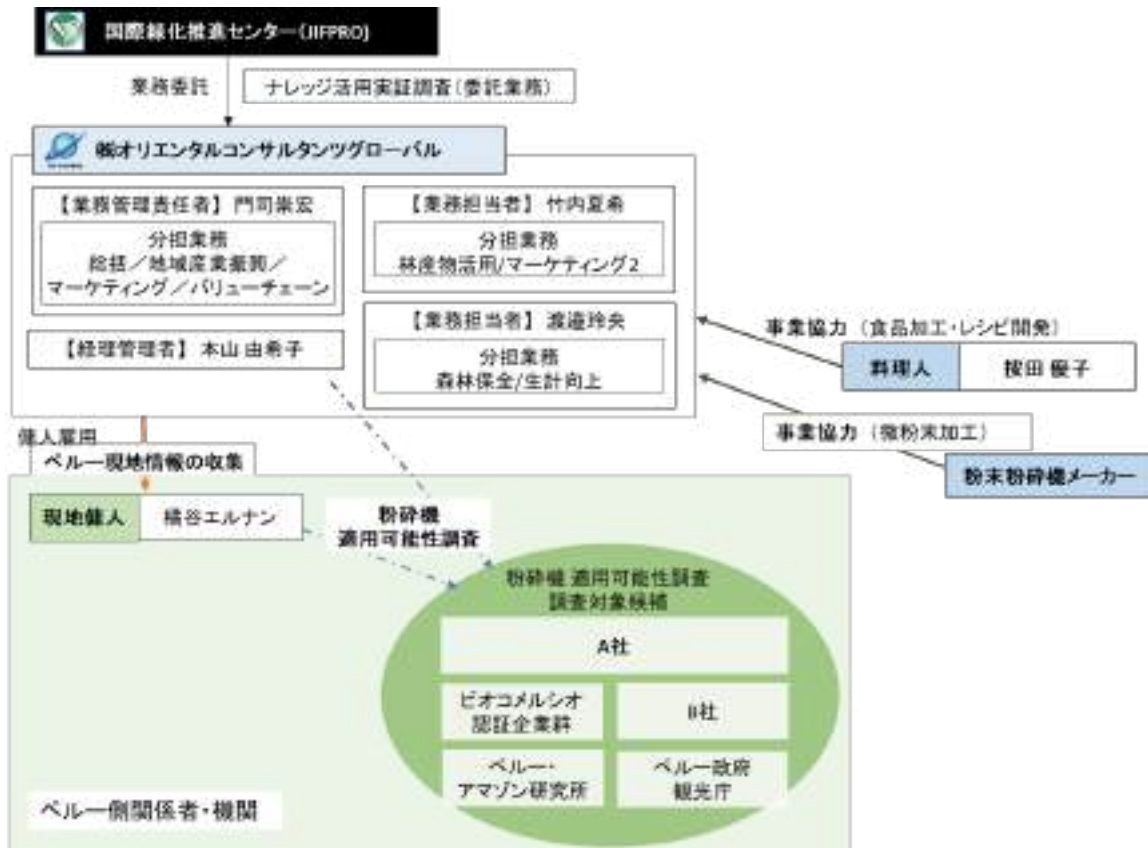 国際緑化推進センター(JIFPRO)
業務委託
ナレッジ活用実証調査(委託業務)
㈱オリエンタルコンサルタンツグローバル
【業務管理責任者】門司崇宏
分担業務
総括／地域産業振興／
マーケティング／バリューチェーン
【経理管理者】本山 由希子
【業務担当者】竹内夏希
分担業務
林産物活用/マーケティング2
【業務担当者】渡邉玲央
分担業務
森林保全/生計向上
事業協力（食品加工・レシピ開発）
料理人
優子
事業協力（微粉末加工）
粉末粉砕機メーカー
傭人雇用
ペルー現地情報の収集
現地傭人
橘谷エルナン
粉砕機
適用可能性調査
粉砕機 適用可能性調査
調査対象候補
A社
ビオコメルシオ
認証企業群
B社
ペルー・
アマゾン研究所
ペルー政府
観光庁
ペルー側関係者・機関